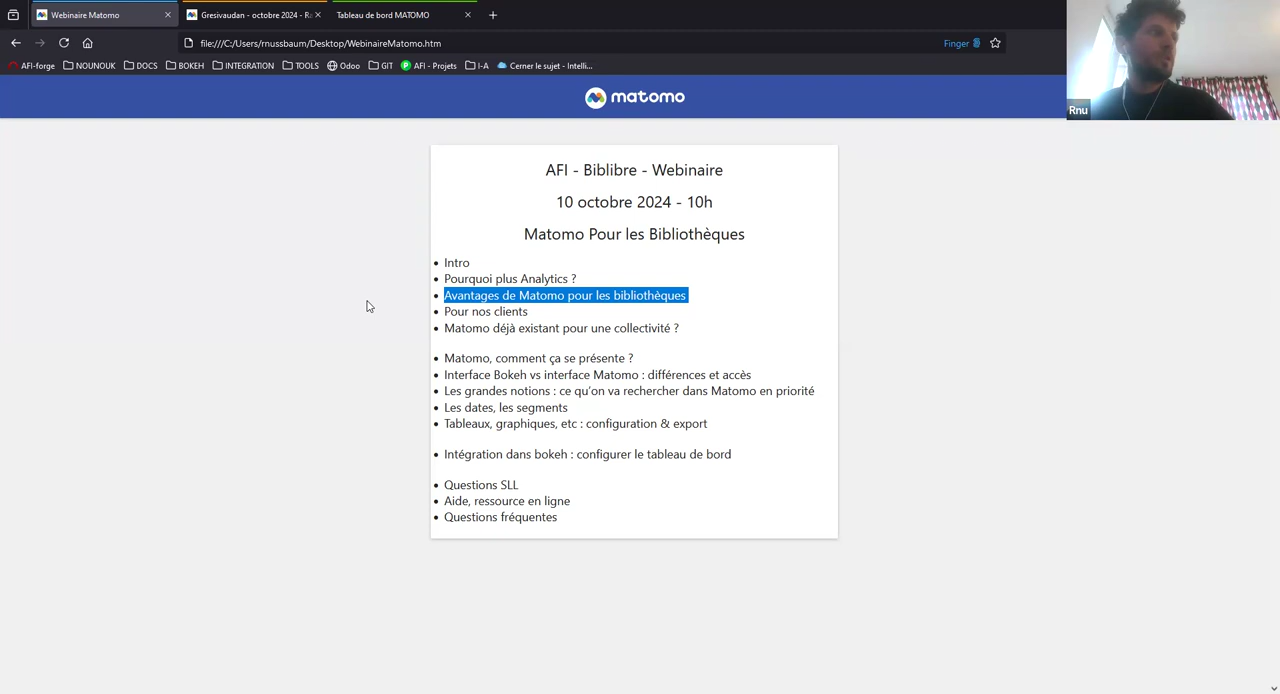 Webinaire Matomo
Gresivaudan - octobre 2024 - R
Tableau de bord MATOMO
file:///C:/Users/rnussbaum/Desktop/WebinaireMatomo.htm
Finger
AFI-forge NOUNOUK DOCS BOKEH INTEGRATION TOOLS Odoo GIT AFI - Projets I-A Cerner le sujet - Intelli...
matomo
Rnu
AFI - Biblibre - Webinaire
10 octobre 2024 - 10h
Matomo Pour les Bibliothèques
• Intro
• Pourquoi plus Analytics ?
• Avantages de Matomo pour les bibliothèques
• Pour nos clients
• Matomo déjà existant pour une collectivité ?
• Matomo, comment ça se présente ?
• Interface Bokeh vs interface Matomo : différences et accès
• Les grandes notions : ce qu’on va rechercher dans Matomo en priorité
• Les dates, les segments
• Tableaux, graphiques, etc : configuration & export
• Intégration dans bokeh : configurer le tableau de bord
• Questions SLL
• Aide, ressource en ligne
• Questions fréquentes